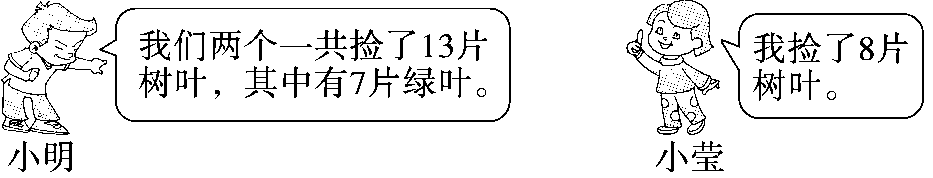 我们两个一共捡了13片
树叶，其中有7片绿叶。
小明
我捡了8片
树叶。
小莹